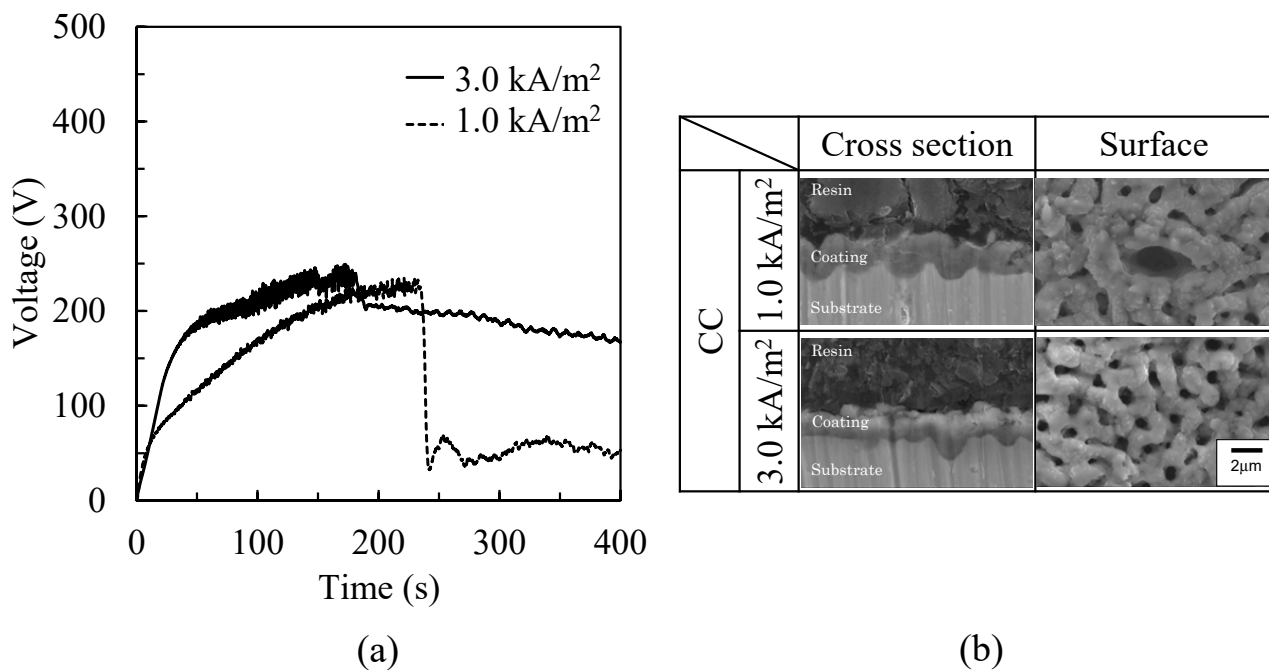 500
400
300
200
100
0
Voltage (V)
3.0 kA/m²
1.0 kA/m²
0 100 200 300 400
Time (s)
(a)
Cross section Surface
CC
1.0 kA/m²
Resin
Coating
Substrate
3.0 kA/m²
Resin
Coating
Substrate
2μm
(b)